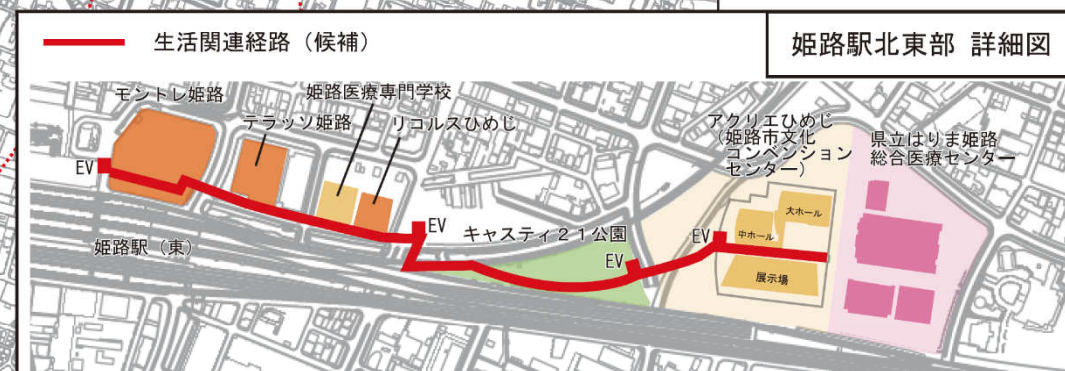 生活関連経路（候補）
姫路駅北東部 詳細図
モントレ姫路
姫路医療専門学校
テラッソ姫路
リコルスひめじ
アクリエひめじ
（姫路市文化
コンベンション
センター）
県立はりま姫路
総合医療センター
EV
大ホール
中ホール
EV
キャスティ２１公園
EV
EV
姫路駅（東）
展示場